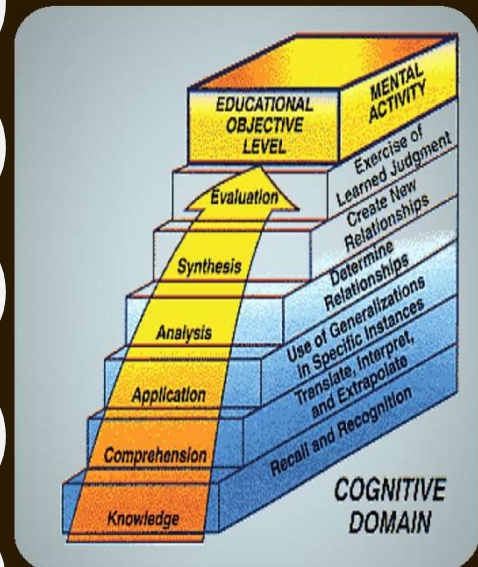 EDUCATIONAL
OBJECTIVE
LEVEL
MENTAL
ACTIVITY
Evaluation
Exercise of
Learned Judgment
Synthesis
Create New
Relationships
Analysis
Determine
Relationships
Application
Use of Generalizations
in Specific Instances
Comprehension
Translate, Interpret,
and Extrapolate
Knowledge
Recall and Recognition
COGNITIVE
DOMAIN